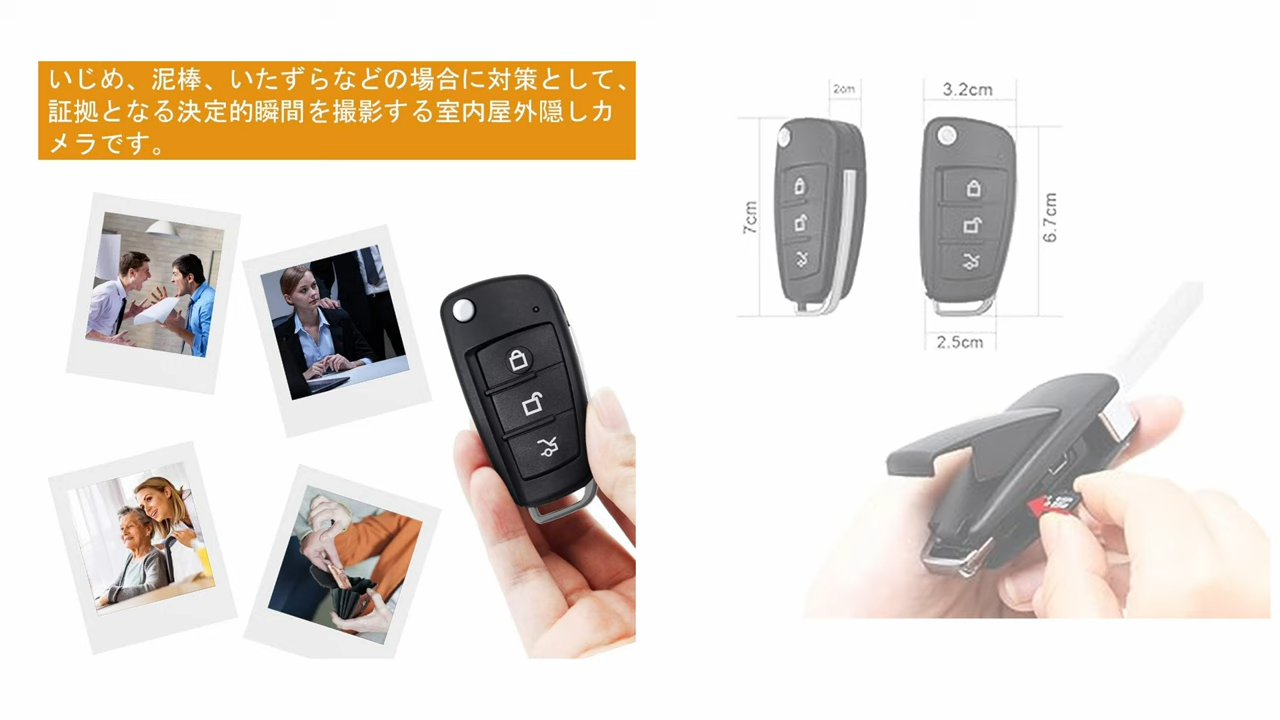 いじめ、泥棒、いたずらなどの場合に対策として、
証拠となる決定的瞬間を撮影する室内屋外隠しカ
メラです。
2cm
3.2cm
7cm
6.7cm
2.5cm